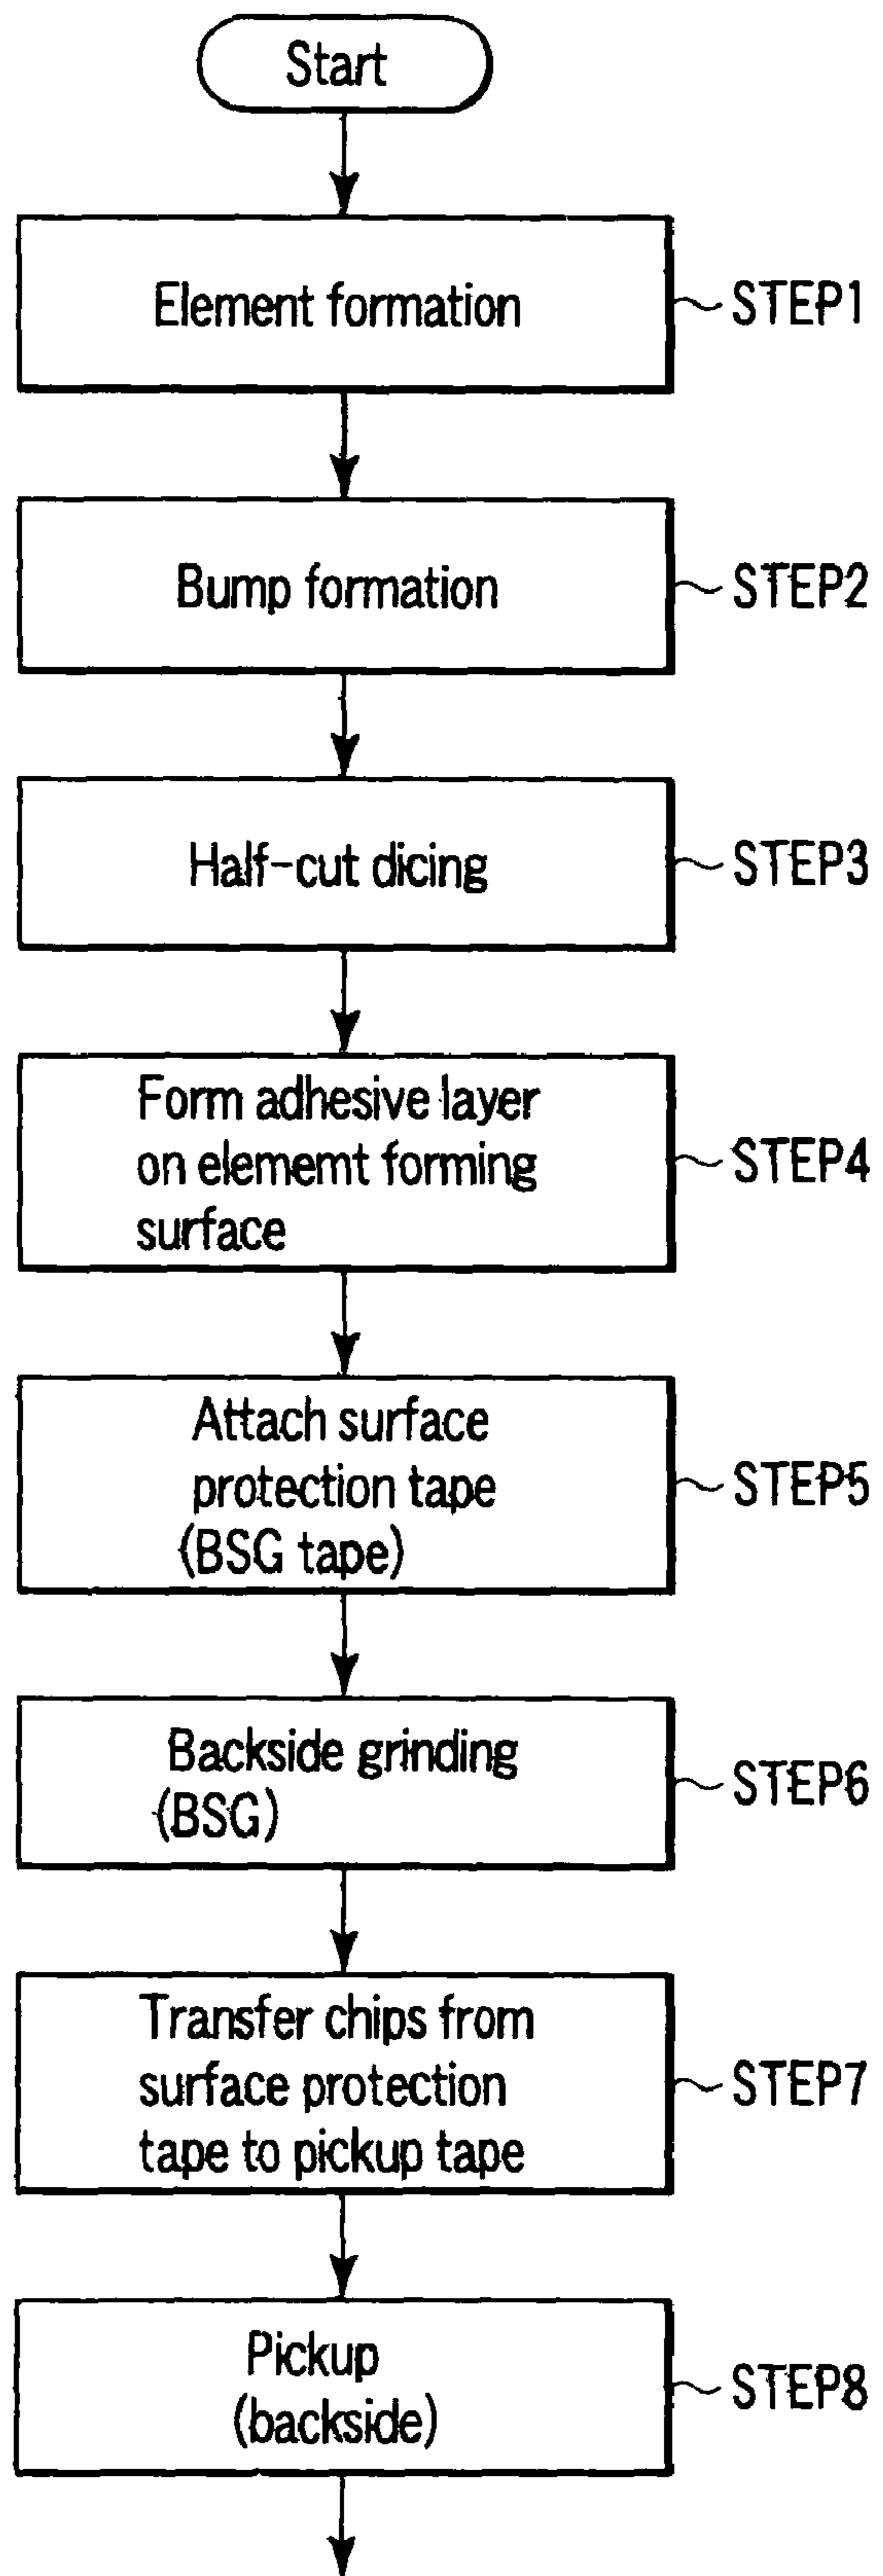 Start
Element formation
STEP1
Bump formation
STEP2
Half-cut dicing
STEP3
Form adhesive layer
on elememt forming
surface
STEP4
Attach surface
protection tape
(BSG tape)
STEP5
Backside grinding
(BSG)
STEP6
Transfer chips from
surface protection
tape to pickup tape
STEP7
Pickup
(backside)
STEP8